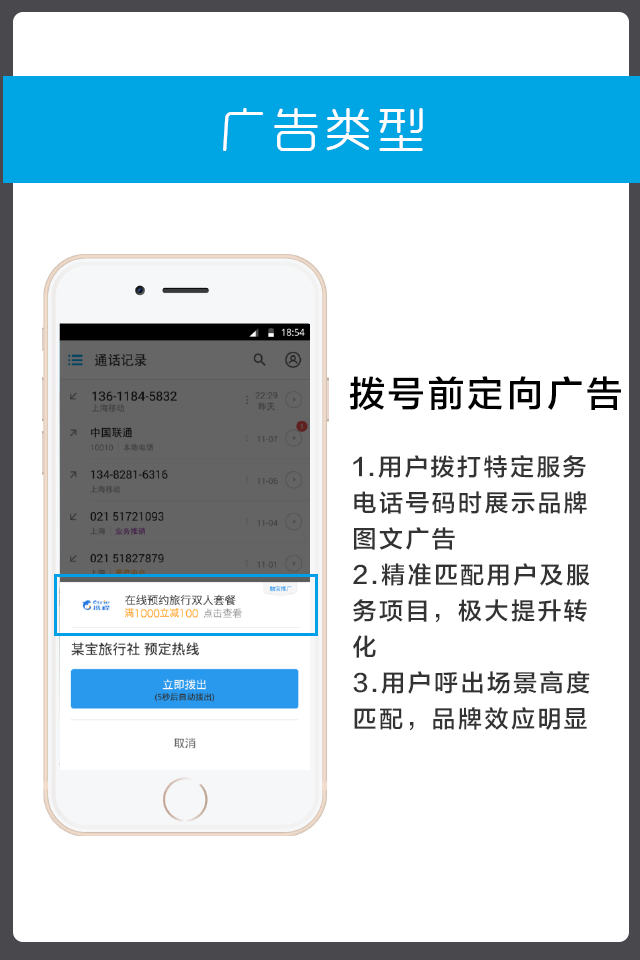 广告类型
18:54
通话记录
136-1184-5832
上海移动
22:29
昨天
中国联通
10010 | 本地电话
11-07
134-8281-6316
上海移动
11-06
021 51721093
上海 | 业务推销
11-04
021 51827879
上海
11-01
在线预约旅行双人套餐
满1000立减100 点击查看
某宝旅行社 预定热线
立即拨出
(5秒后自动拨出)
取消
拨号前定向广告
1.用户拨打特定服务
电话号码时展示品牌
图文广告
2.精准匹配用户及服
务项目，极大提升转
化
3.用户呼出场景高度
匹配，品牌效应明显